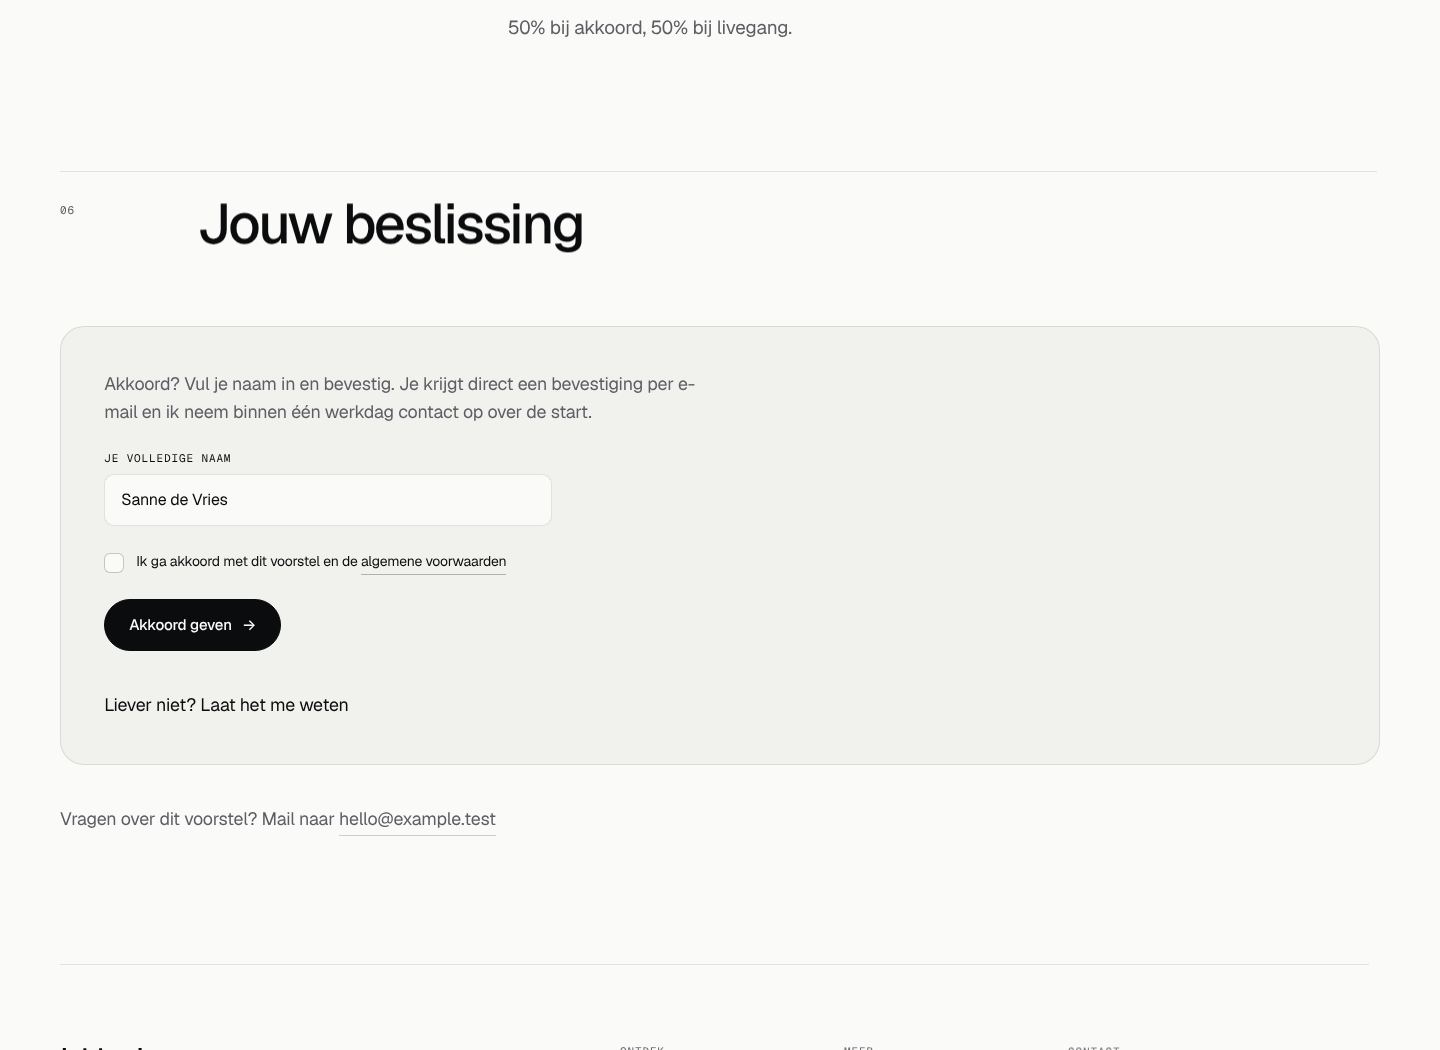 50% bij akkoord, 50% bij livegang.
06
Jouw beslissing
Akkoord? Vul je naam in en bevestig. Je krijgt direct een bevestiging per e-
mail en ik neem binnen één werkdag contact op over de start.
JE VOLLEDIGE NAAM
Sanne de Vries
Ik ga akkoord met dit voorstel en de algemene voorwaarden
Akkoord geven →
Liever niet? Laat het me weten
Vragen over dit voorstel? Mail naar hello@example.test
ONTDEK
MEER
CONTACT